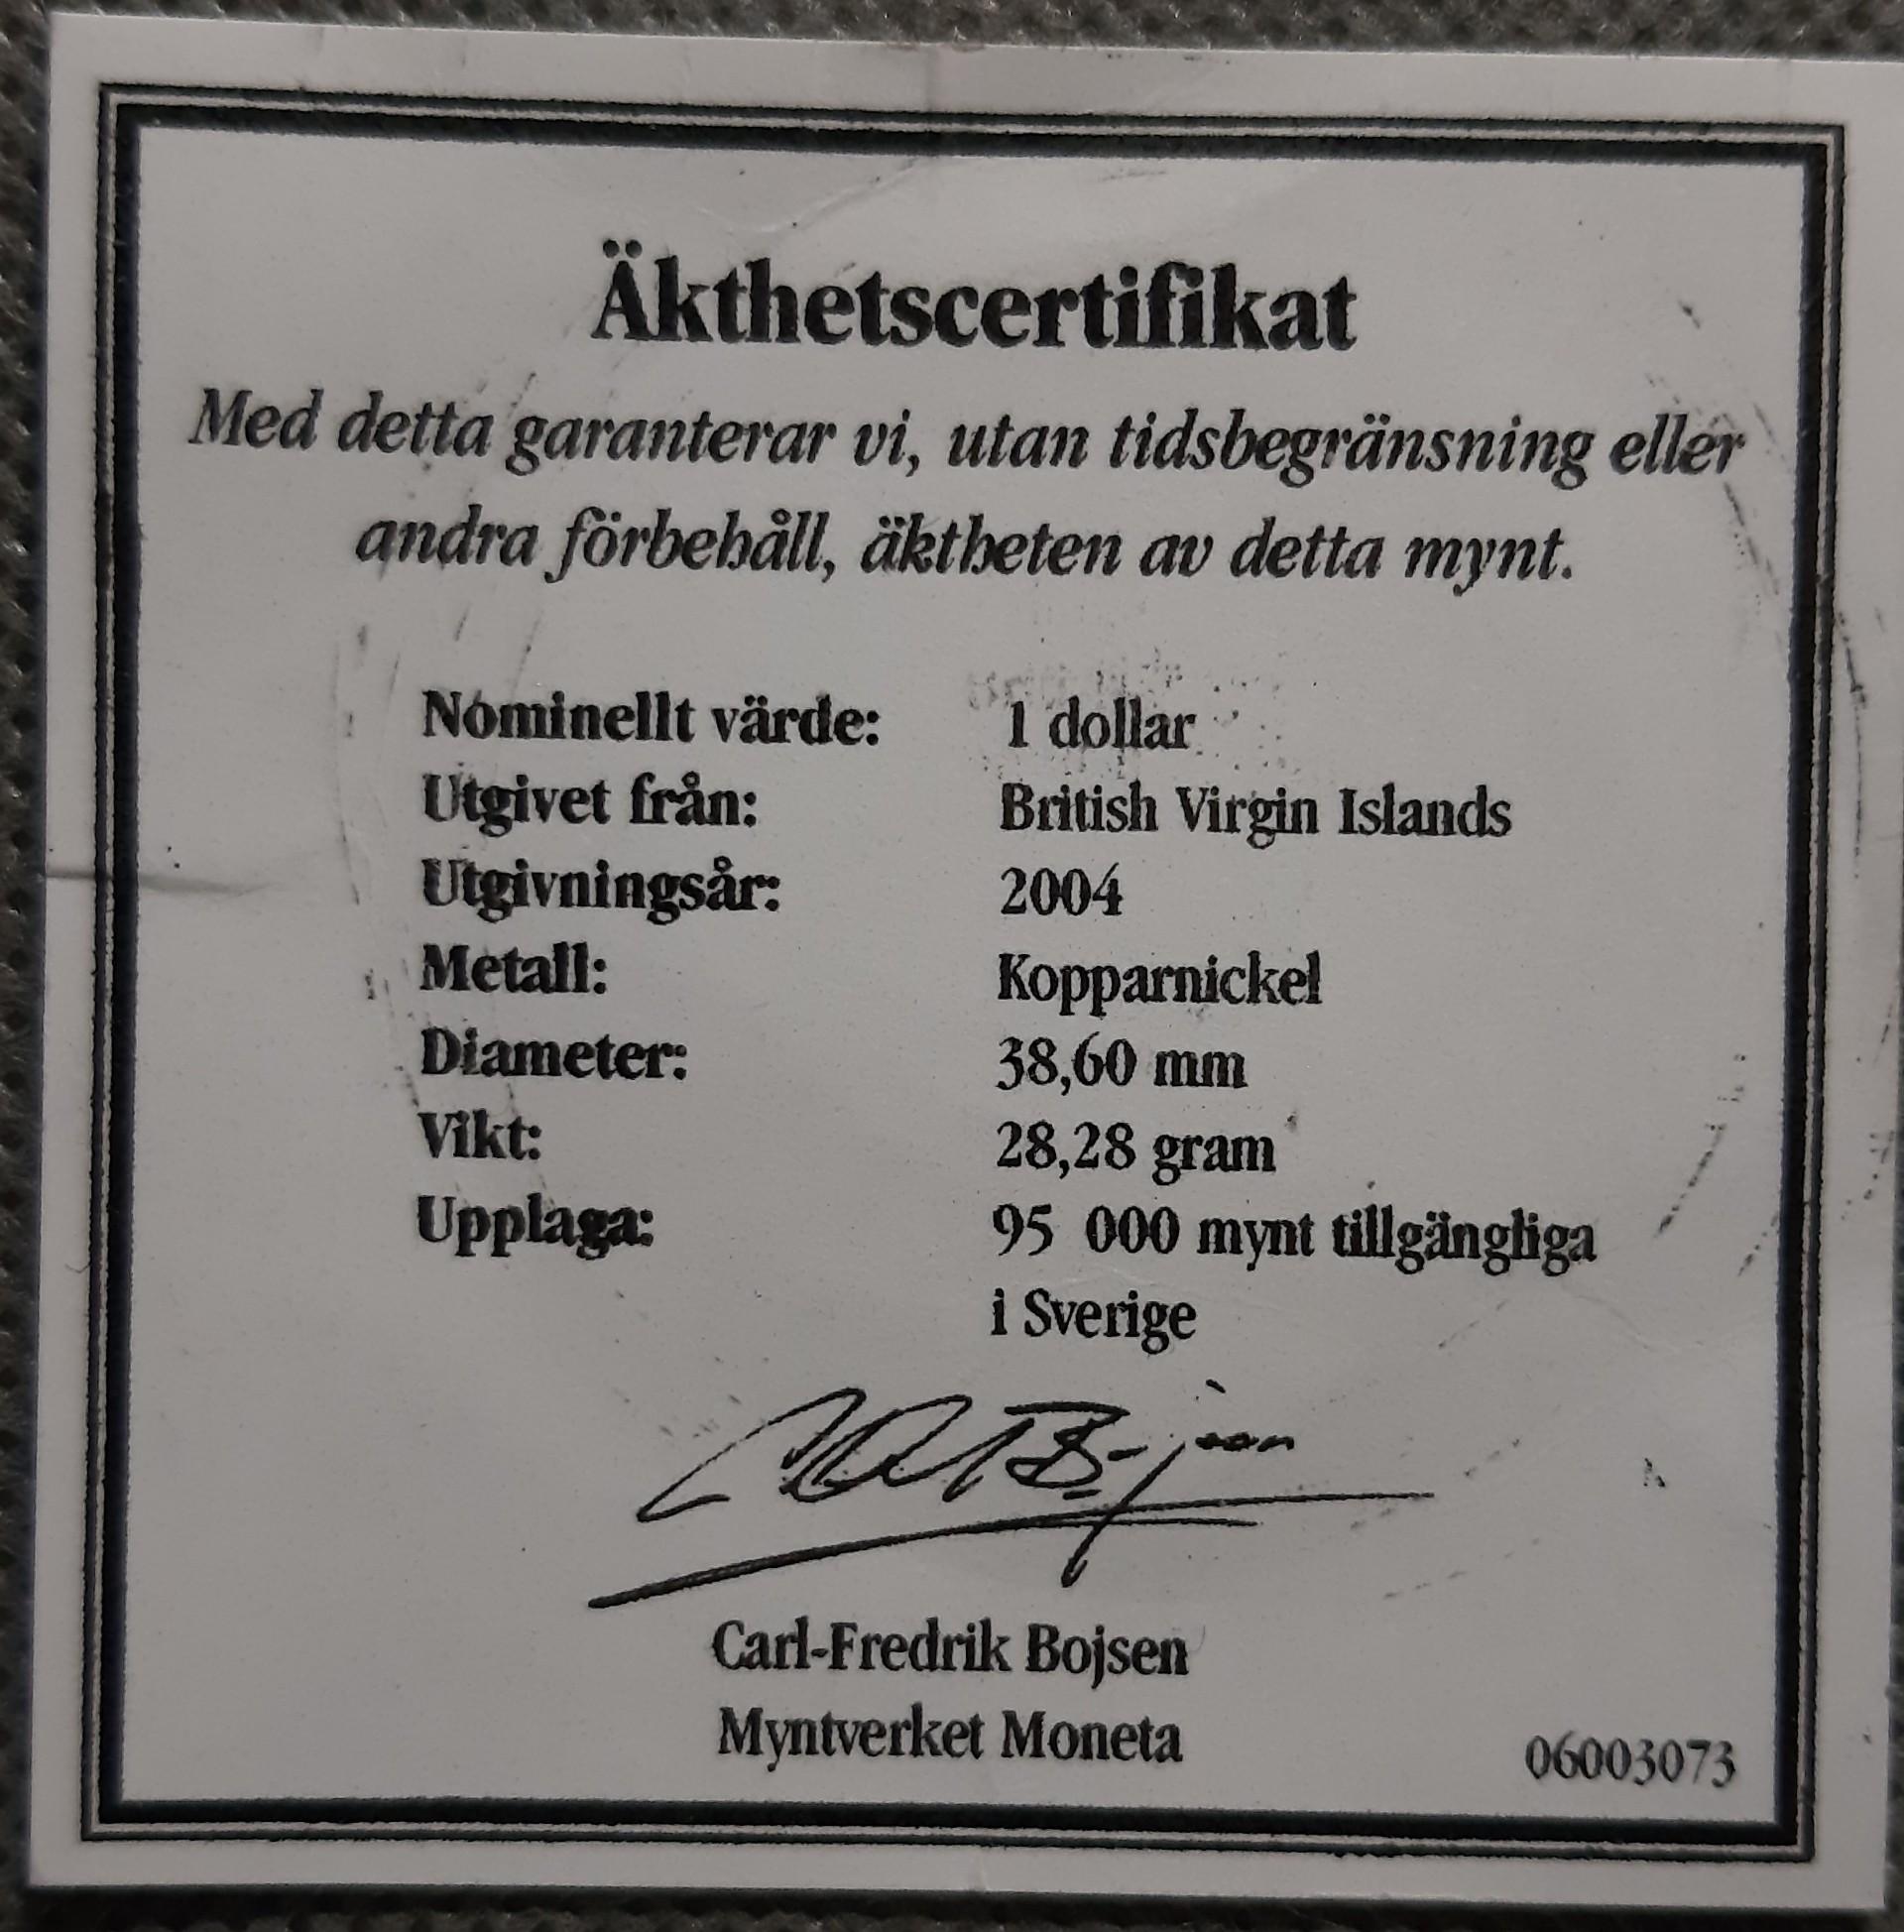 Äkthetscertifikat
Med detta garanterar vi, utan tidsbegränsning eller
andra förbehåll, äktheten av detta mynt.
Nominellt värde: 1 dollar
Utgivet från: British Virgin Islands
Utgivningsår: 2004
Metall: Kopparnickel
Diameter: 38,60 mm
Vikt: 28,28 gram
Upplaga: 95 000 mynt tillgängliga
i Sverige
Carl-Fredrik Bojsen
Myntverket Moneta
06003073